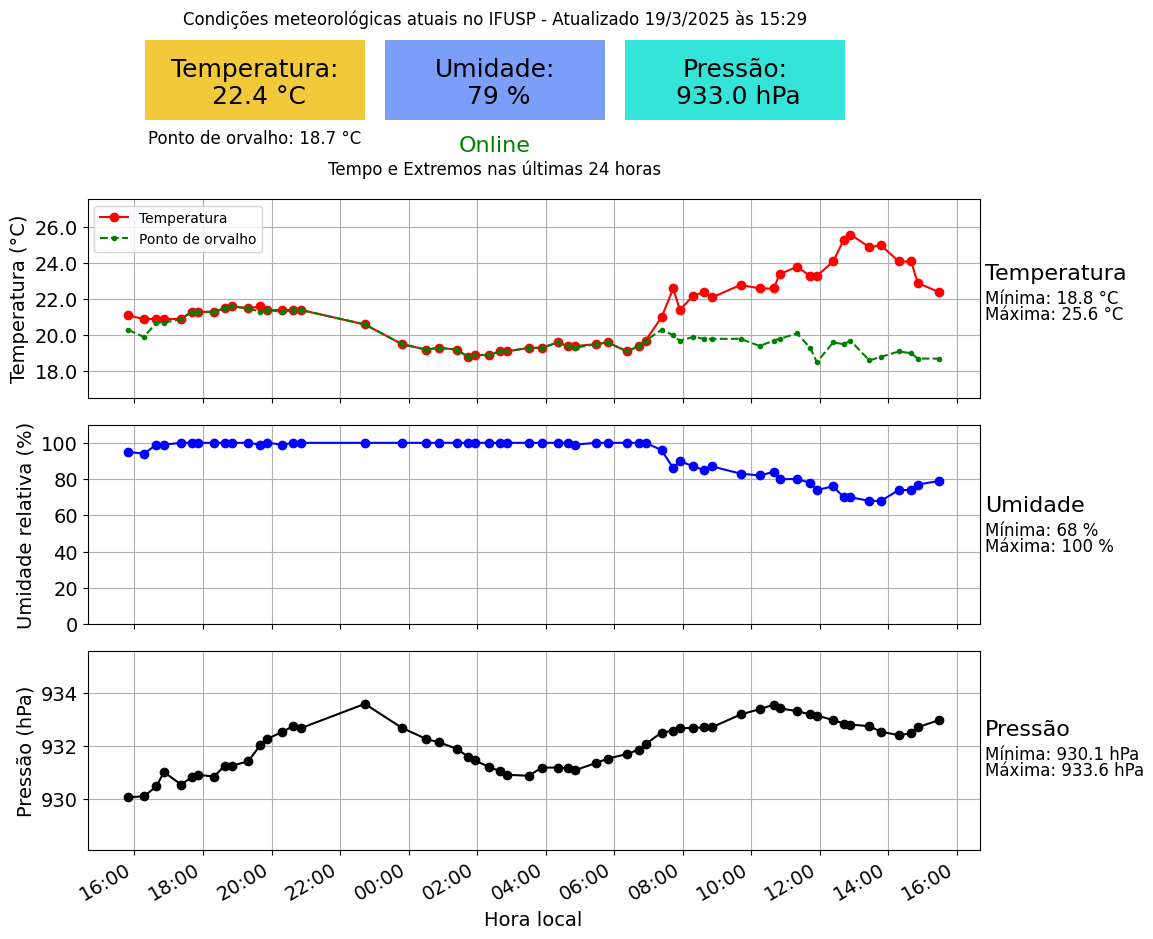 Condições meteorológicas atuais no IFUSP - Atualizado 19/3/2025 às 15:29
Temperatura:
22.4 °C
Umidade:
79 %
Pressão:
933.0 hPa
Ponto de orvalho: 18.7 °C
Online
Tempo e Extremos nas últimas 24 horas
Temperatura (°C)
26.0
24.0
22.0
20.0
18.0
Temperatura
Ponto de orvalho
Temperatura
Mínima: 18.8 °C
Máxima: 25.6 °C
Umidade relativa (%)
100
80
60
40
20
0
Umidade
Mínima: 68 %
Máxima: 100 %
Pressão (hPa)
934
932
930
Pressão
Mínima: 930.1 hPa
Máxima: 933.6 hPa
16:00 18:00 20:00 22:00 00:00 02:00 04:00 06:00 08:00 10:00 12:00 14:00 16:00
Hora local